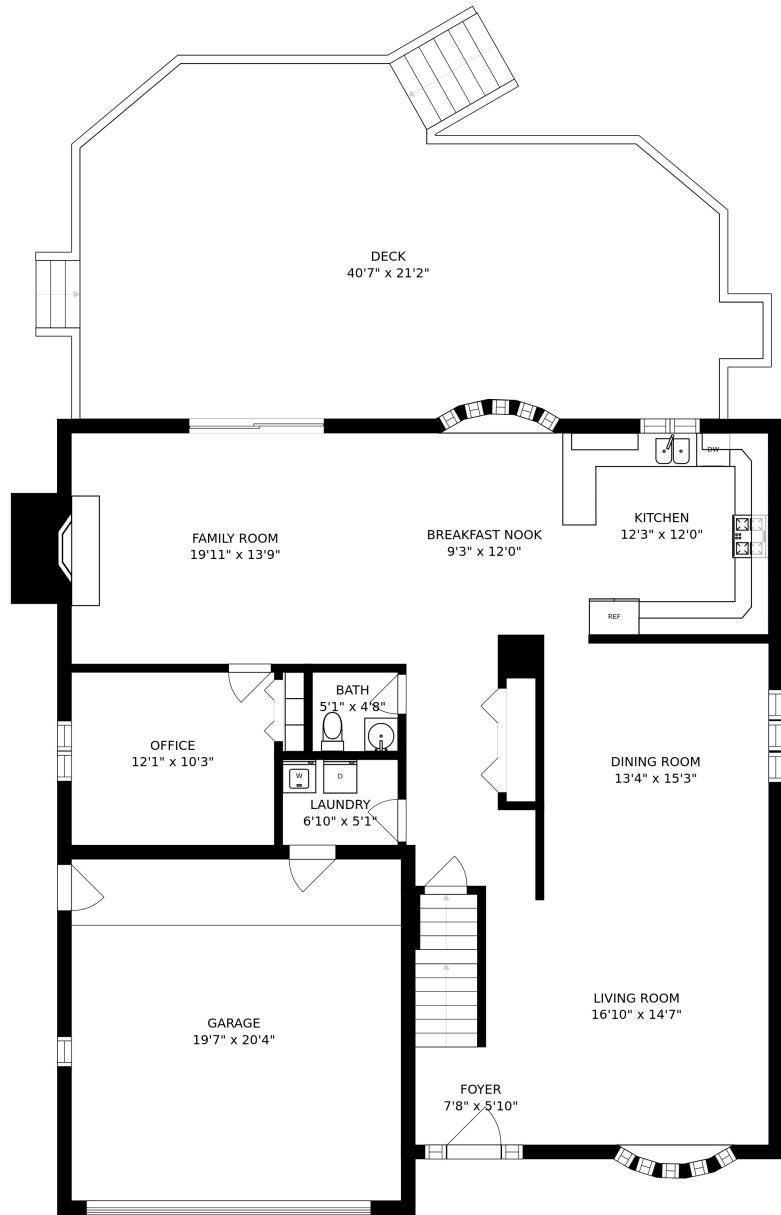 DECK
40'7" x 21'2"
FAMILY ROOM
19'11" x 13'9"
BREAKFAST NOOK
9'3" x 12'0"
KITCHEN
12'3" x 12'0"
DW
REF
OFFICE
12'1" x 10'3"
BATH
5'1" x 4'8"
W
D
LAUNDRY
6'10" x 5'1"
DINING ROOM
13'4" x 15'3"
GARAGE
19'7" x 20'4"
LIVING ROOM
16'10" x 14'7"
FOYER
7'8" x 5'10"